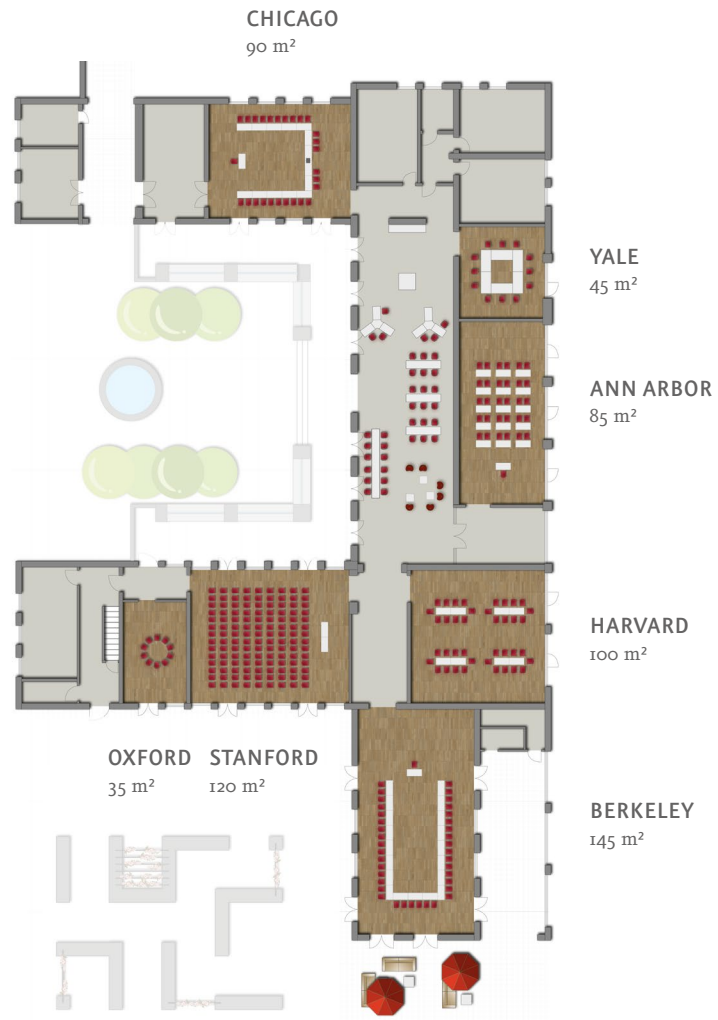 CHICAGO
90 m²
YALE
45 m²
ANN ARBOR
85 m²
HARVARD
100 m²
OXFORD
35 m²
STANFORD
120 m²
BERKELEY
145 m²